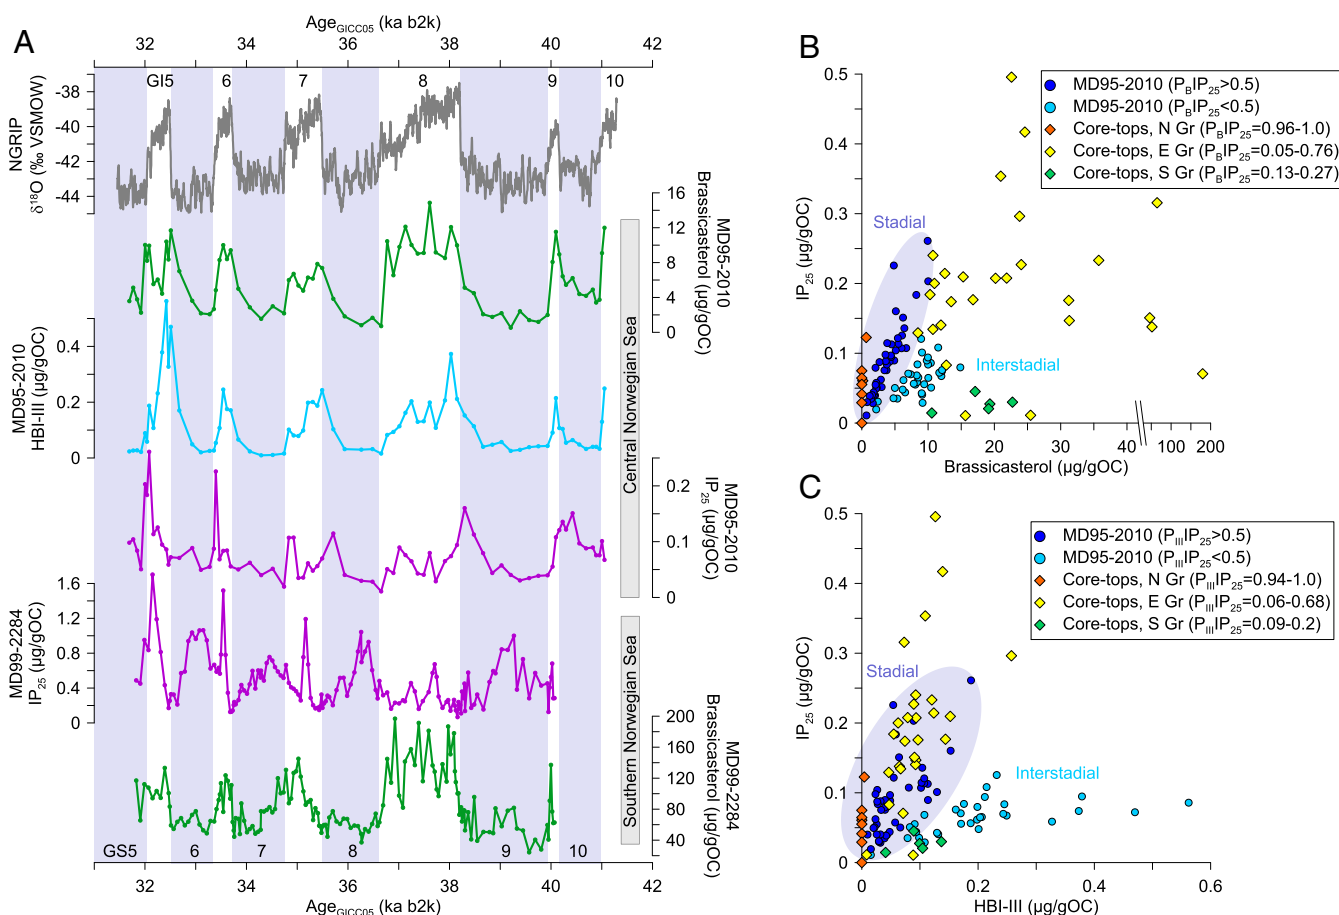 A
Age_GICC05 (ka b2k)
32 34 36 38 40 42
GI5 6 7 8 9 10
NGRIP
δ¹⁸O (‰ VSMOW)
-38
-40
-42
-44
MD95-2010
Brassicasterol (µg/gOC)
16
12
8
4
0
MD95-2010
HBI-III (µg/gOC)
0.4
0.2
0
MD95-2010
IP₂₅ (µg/gOC)
0.2
0.1
0
Central Norwegian Sea
MD99-2284
IP₂₅ (µg/gOC)
1.6
1.2
0.8
0.4
0
MD99-2284
Brassicasterol (µg/gOC)
200
160
120
80
40
Southern Norwegian Sea
GS5 6 7 8 9 10
32 34 36 38 40 42
Age_GICC05 (ka b2k)
B
IP₂₅ (µg/gOC)
0.5
0.4
0.3
0.2
0.1
0
MD95-2010 (P_BIP₂₅>0.5)
MD95-2010 (P_BIP₂₅<0.5)
Core-tops, N Gr (P_BIP₂₅=0.96-1.0)
Core-tops, E Gr (P_BIP₂₅=0.05-0.76)
Core-tops, S Gr (P_BIP₂₅=0.13-0.27)
Stadial
Interstadial
0 10 20 30 40 100 200
Brassicasterol (µg/gOC)
C
IP₂₅ (µg/gOC)
0.5
0.4
0.3
0.2
0.1
0
MD95-2010 (P_IIIIP₂₅>0.5)
MD95-2010 (P_IIIIP₂₅<0.5)
Core-tops, N Gr (P_IIIIP₂₅=0.94-1.0)
Core-tops, E Gr (P_IIIIP₂₅=0.06-0.68)
Core-tops, S Gr (P_IIIIP₂₅=0.09-0.2)
Stadial
Interstadial
0 0.2 0.4 0.6
HBI-III (µg/gOC)